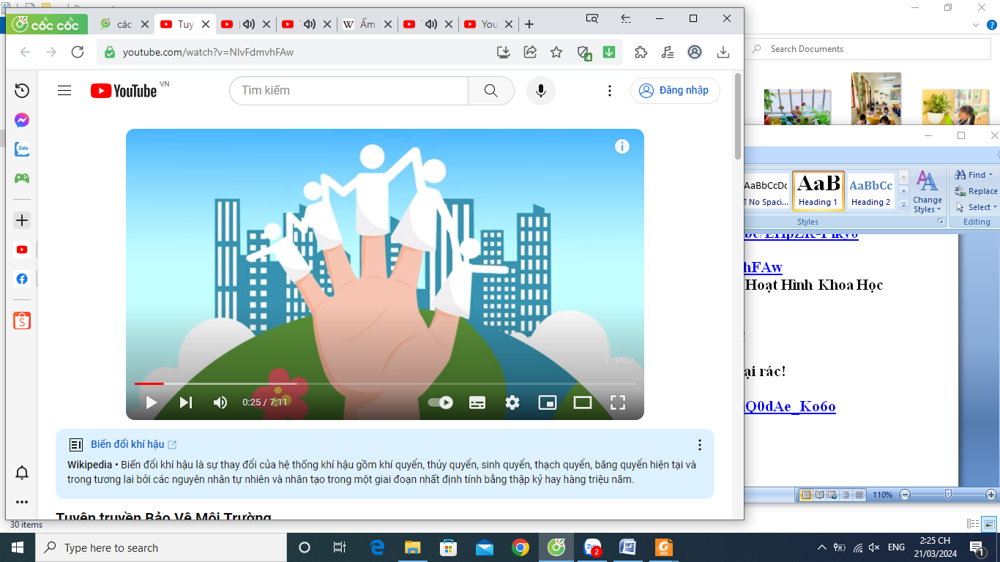 cốc cốc
các
Tuy
W Ấm
You
youtube.com/watch?v=NIvFdmvhFAw
4
YouTube VN
Tìm kiếm
Đăng nhập
B PRO
0:25 / 7:11
Biến đổi khí hậu
Wikipedia • Biến đổi khí hậu là sự thay đổi của hệ thống khí hậu gồm khí quyển, thủy quyển, sinh quyển, thạch quyển, băng quyển hiện tại và
trong tương lai bởi các nguyên nhân tự nhiên và nhân tạo trong một giai đoạn nhất định tính bằng thập kỷ hay hàng triệu năm.
Tuyên truyền Bảo Vệ Môi Trường
Zalo
Search Documents
AaBbCcDc
AaB
AaBbCc
¶ No Spaci...
Heading 1
Heading 2
Change
Styles
Styles
Find
Replace
Select
Editing
hFAw
Hoạt Hình Khoa Học
ại rác!
iQ0dAe_Ko6o
110%
30 items
Type here to search
2
ENG
2:25 CH
21/03/2024
1